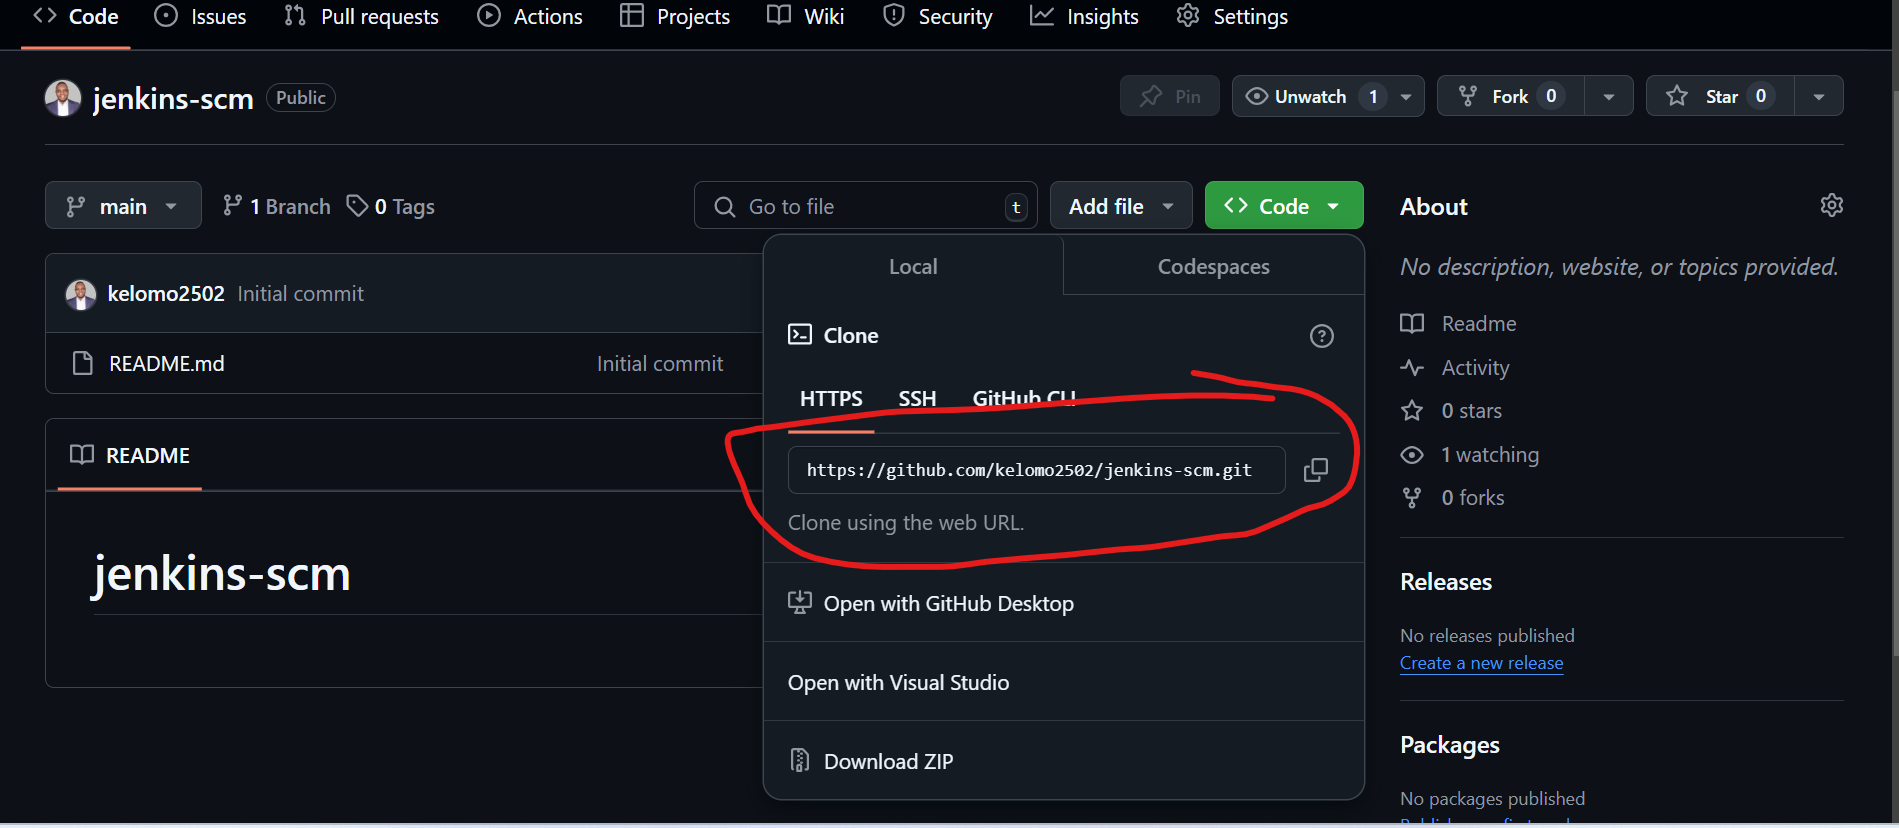 Code Issues Pull requests Actions Projects Wiki Security Insights Settings
jenkins-scm Public Pin Unwatch 1 Fork 0 Star 0
main 1 Branch 0 Tags Go to file t Add file Code
Local Codespaces
kelomo2502 Initial commit
README.md Initial commit
Clone
HTTPS SSH GitHub CLI
https://github.com/kelomo2502/jenkins-scm.git
Clone using the web URL.
Open with GitHub Desktop
Open with Visual Studio
Download ZIP
README
jenkins-scm
About
No description, website, or topics provided.
Readme
Activity
0 stars
1 watching
0 forks
Releases
No releases published
Create a new release
Packages
No packages published